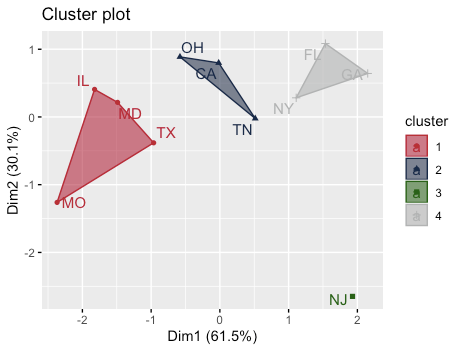 Cluster plot
1
0
-1
-2
Dim2 (30.1%)
OH
CA
TN
FL
GA
NY
IL
MD
TX
MO
NJ
-2
-1
0
1
2
Dim1 (61.5%)
cluster
1
2
3
4